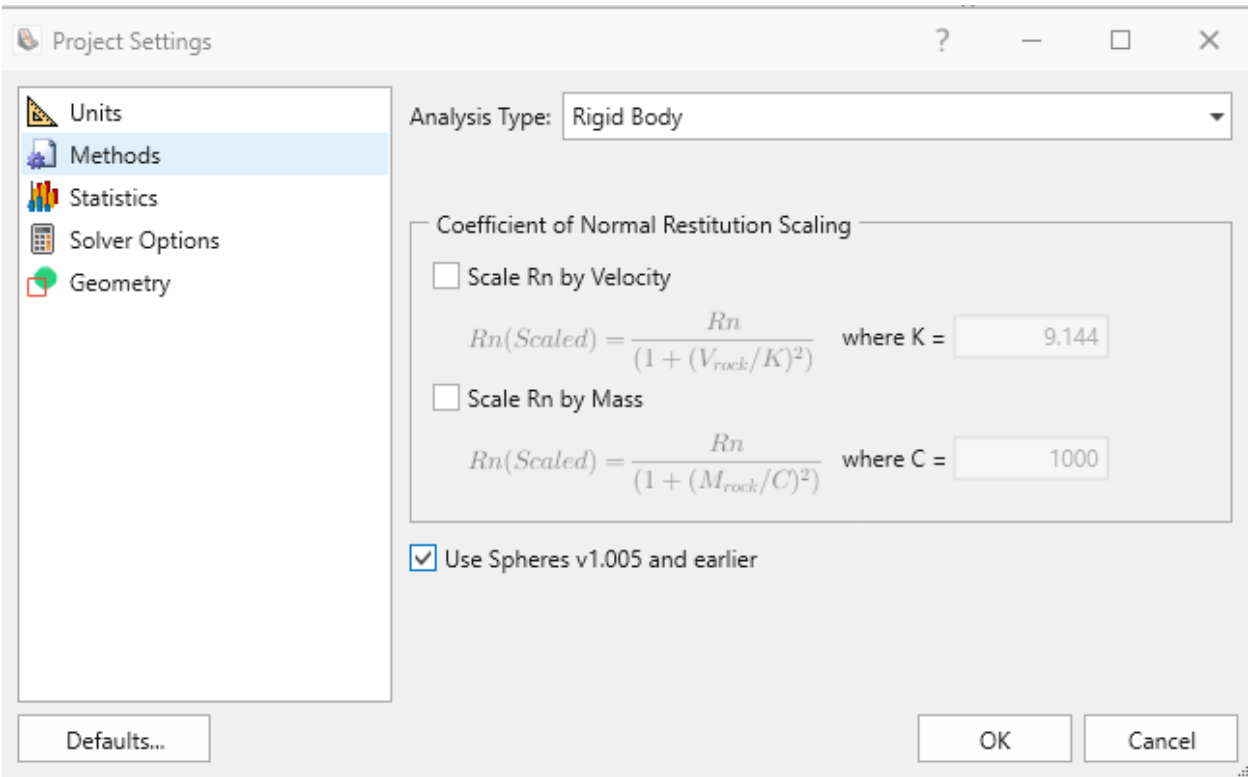 Project Settings
?
Units
Methods
Statistics
Solver Options
Geometry
Analysis Type: Rigid Body
Coefficient of Normal Restitution Scaling
Scale Rn by Velocity
Rn(Scaled) = Rn / (1 + (V_rock/K)^2) where K = 9.144
Scale Rn by Mass
Rn(Scaled) = Rn / (1 + (M_rock/C)^2) where C = 1000
Use Spheres v1.005 and earlier
Defaults...
OK
Cancel